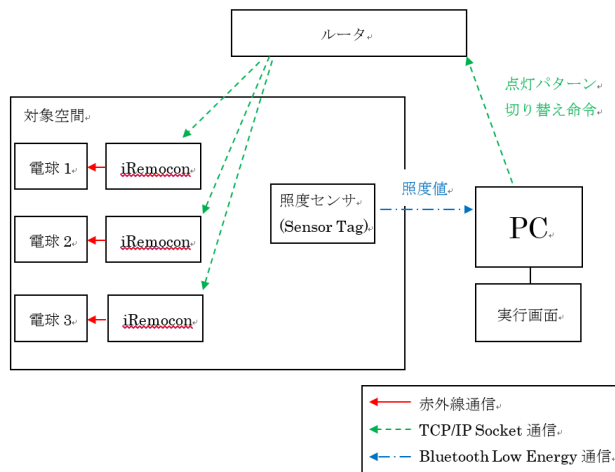 ルータ
点灯パターン
切り替え命令
対象空間
電球 1
iRemocon
照度センサ
(Sensor Tag)
照度値
PC
電球 2
iRemocon
電球 3
iRemocon
実行画面
赤外線通信
TCP/IP Socket 通信
Bluetooth Low Energy 通信